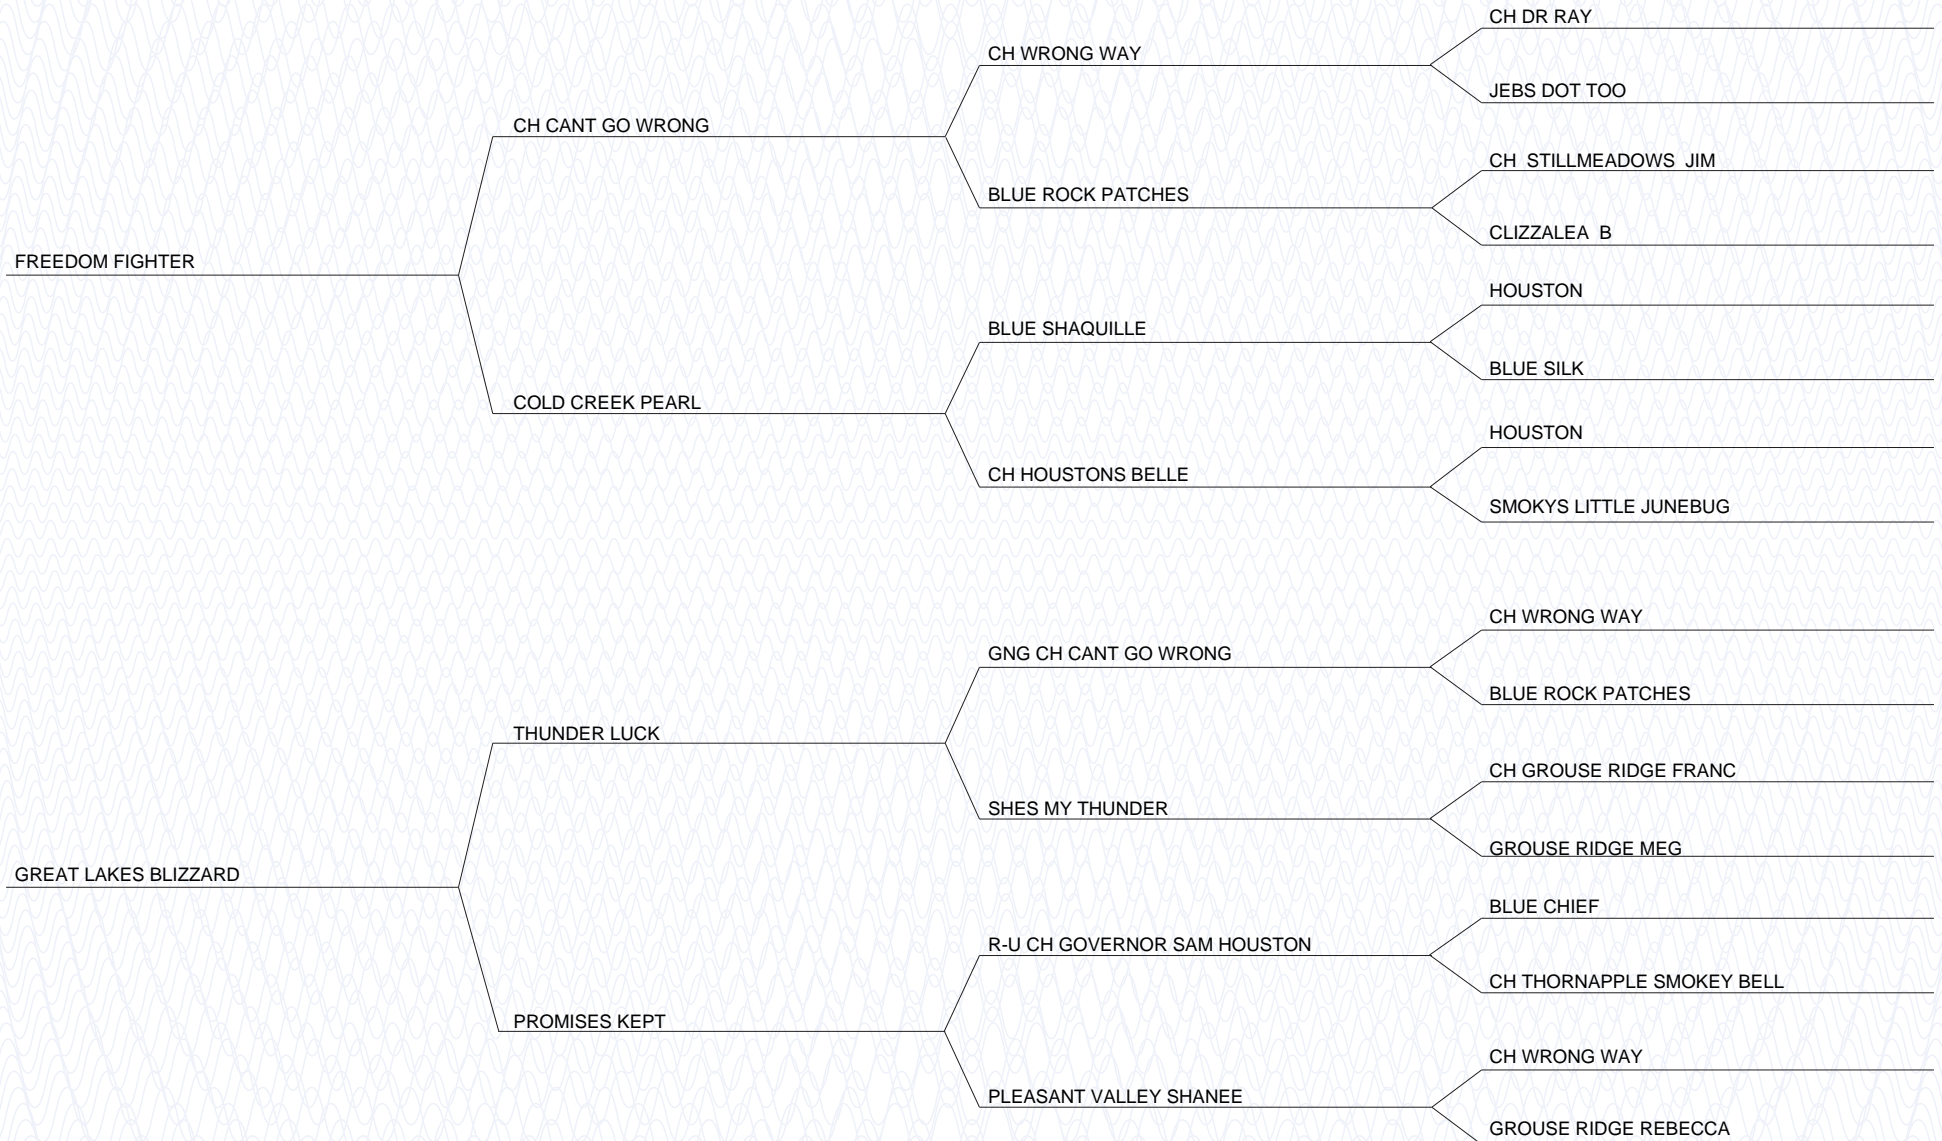 CH DR RAY
CH WRONG WAY
JEBS DOT TOO
CH CANT GO WRONG
CH  STILLMEADOWS  JIM
BLUE ROCK PATCHES
CLIZZALEA  B
FREEDOM FIGHTER
HOUSTON
BLUE SHAQUILLE
BLUE SILK
COLD CREEK PEARL
HOUSTON
CH HOUSTONS BELLE
SMOKYS LITTLE JUNEBUG
CH WRONG WAY
GNG CH CANT GO WRONG
BLUE ROCK PATCHES
THUNDER LUCK
CH GROUSE RIDGE FRANC
SHES MY THUNDER
GROUSE RIDGE MEG
GREAT LAKES BLIZZARD
BLUE CHIEF
R-U CH GOVERNOR SAM HOUSTON
CH THORNAPPLE SMOKEY BELL
PROMISES KEPT
CH WRONG WAY
PLEASANT VALLEY SHANEE
GROUSE RIDGE REBECCA